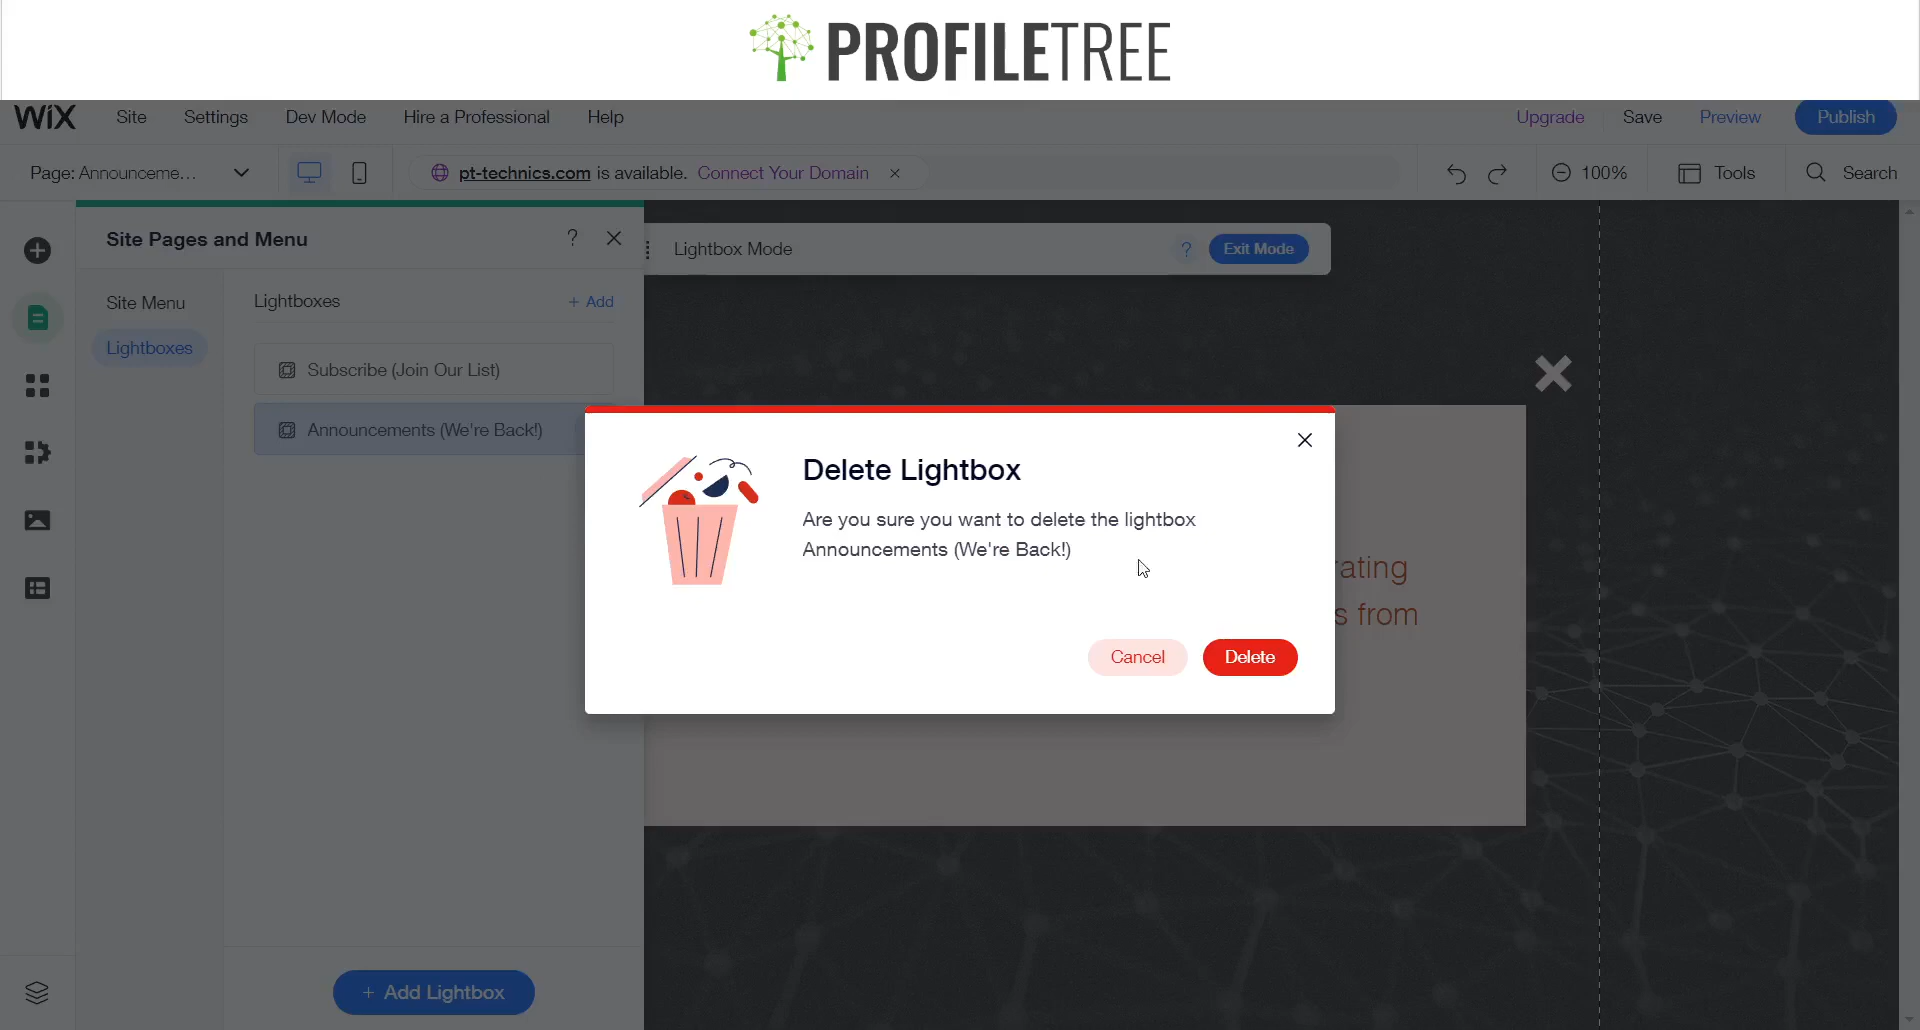 PROFILETREE
WiX Site Settings Dev Mode Hire a Professional Help Upgrade Save Preview Publish
Page: Announceme... pt-technics.com is available. Connect Your Domain 100% Tools Search
Site Pages and Menu ?
Lightbox Mode ? Exit Mode
Site Menu
Lightboxes
Lightboxes + Add
Subscribe (Join Our List)
Announcements (We're Back!)
Delete Lightbox
Are you sure you want to delete the lightbox
Announcements (We're Back!)
Cancel Delete
rating
s from
+ Add Lightbox